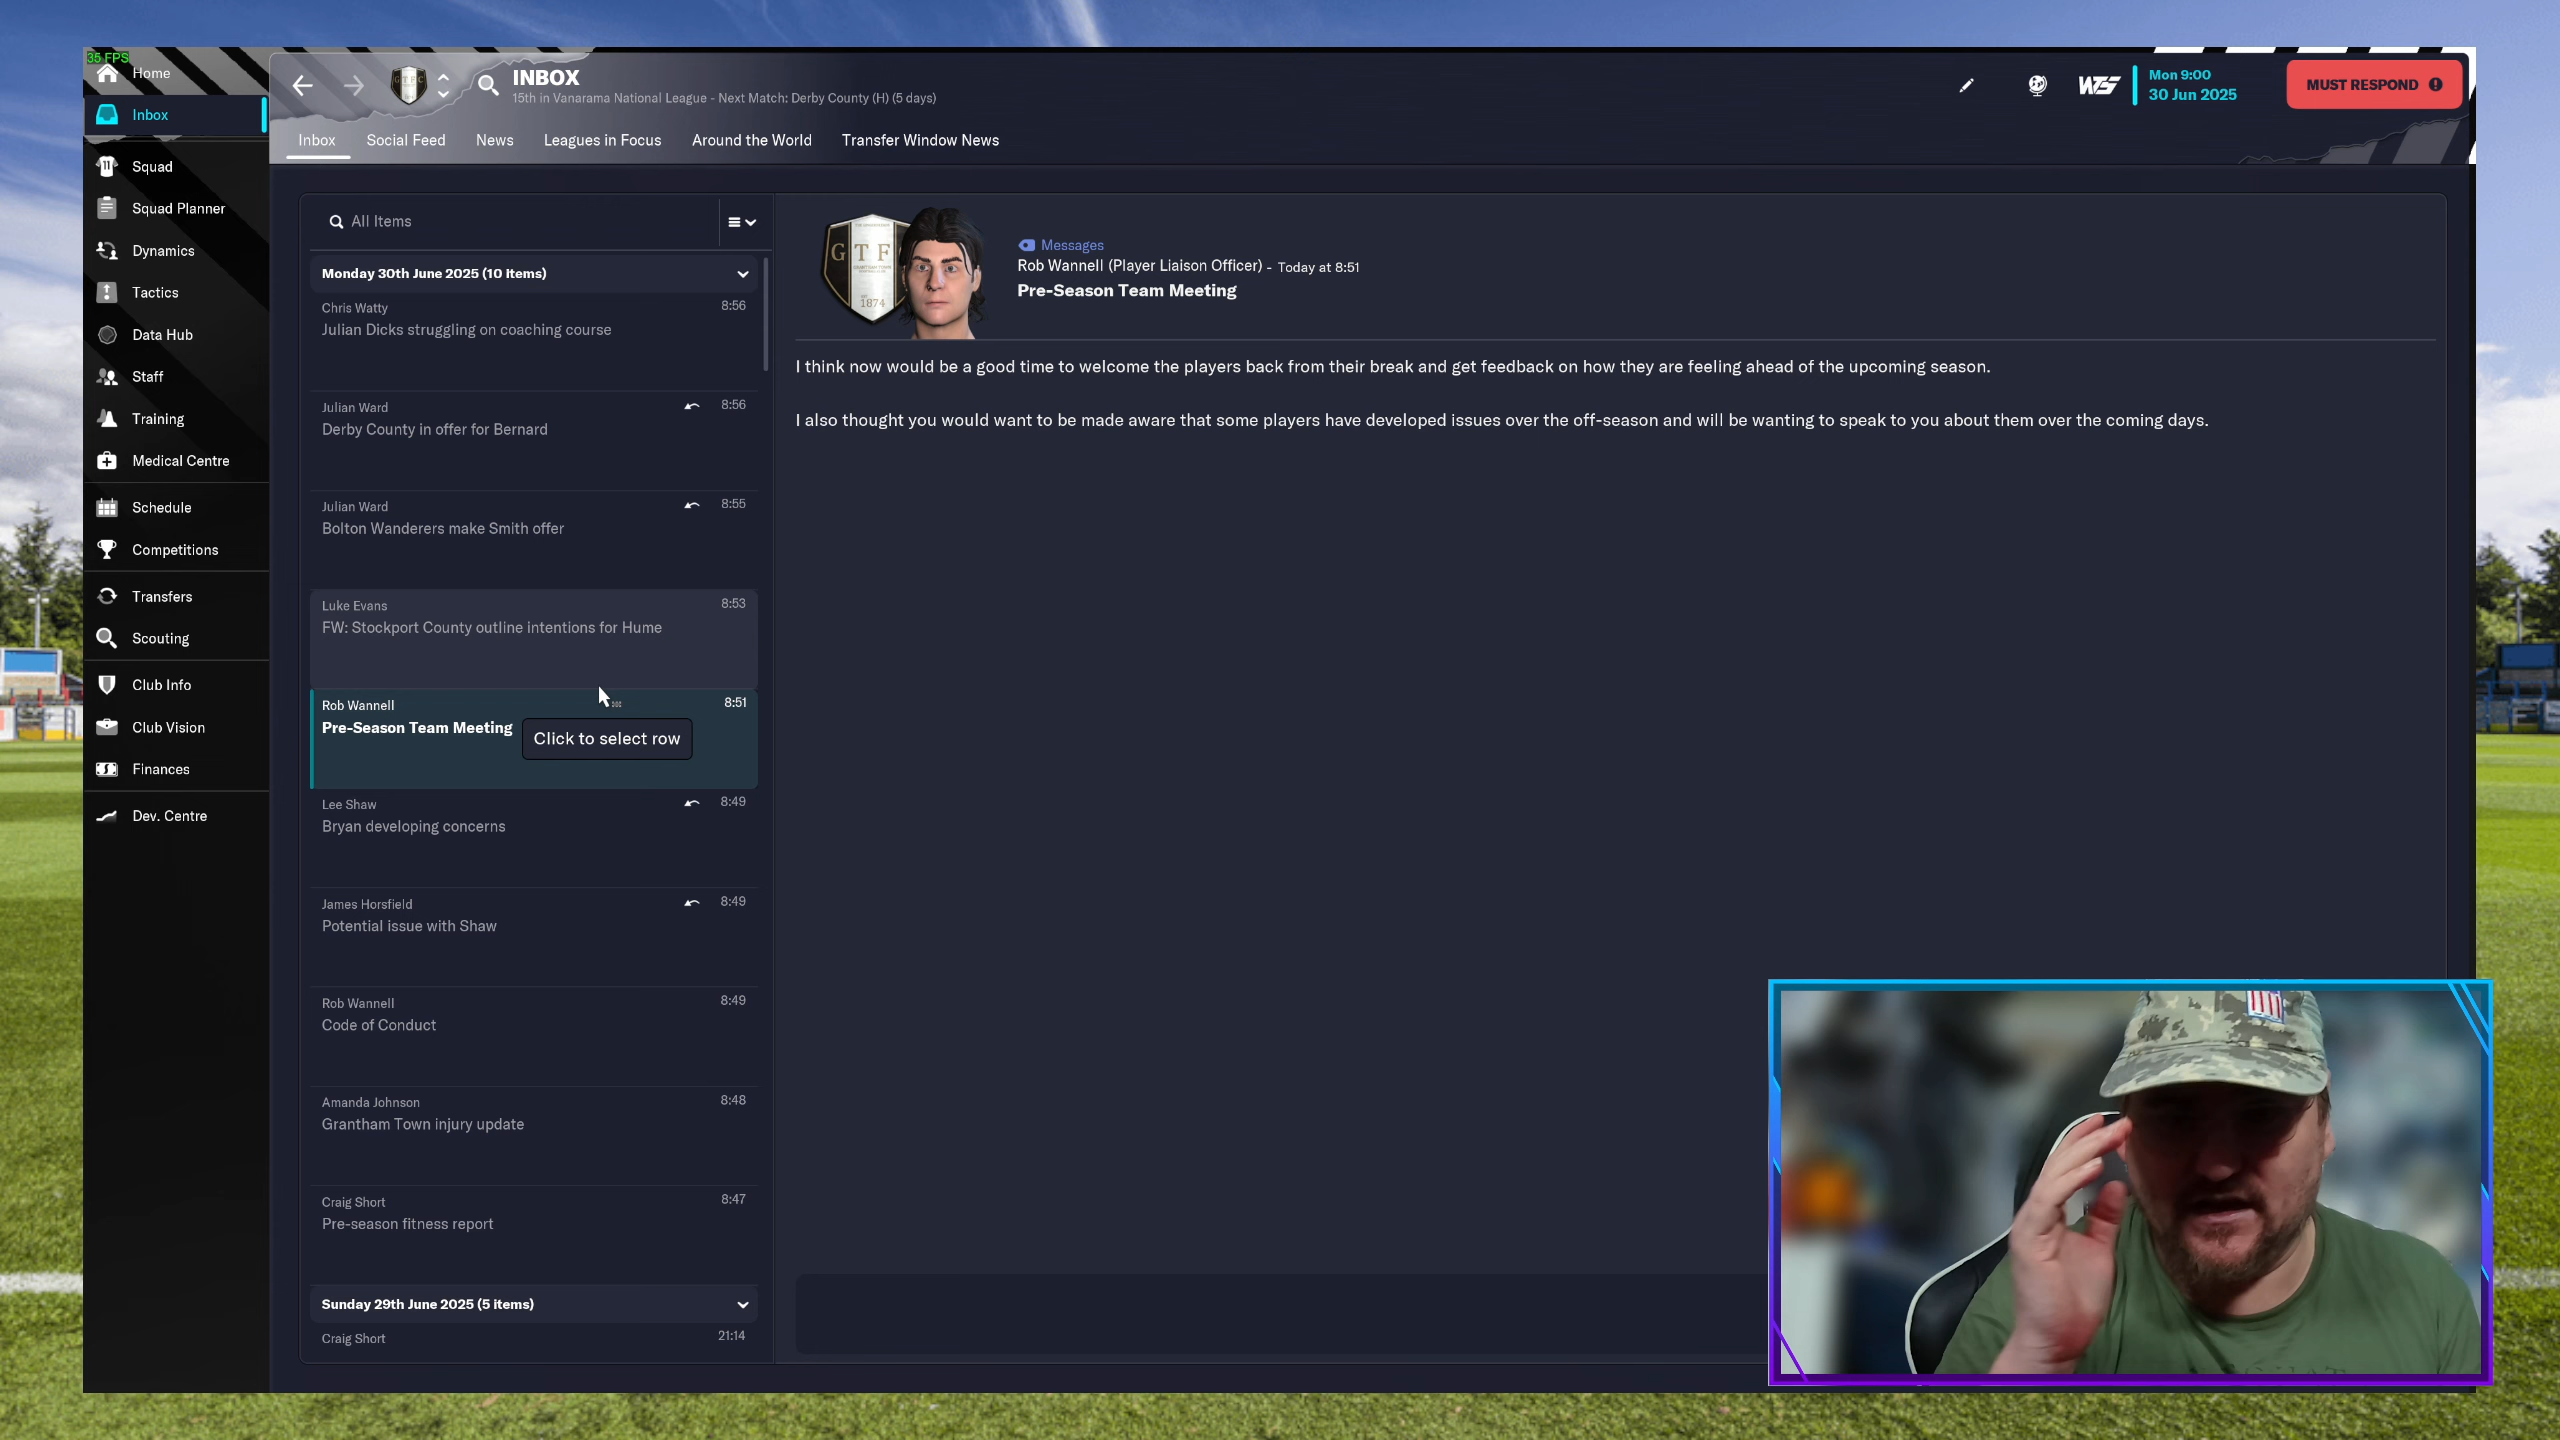 35 FPS
Home
Inbox
Squad
Squad Planner
Dynamics
Tactics
Data Hub
Staff
Training
Medical Centre
Schedule
Competitions
Transfers
Scouting
Club Info
Club Vision
Finances
Dev. Centre
INBOX
15th in Vanarama National League - Next Match: Derby County (H) (5 days)
Mon 9:00
30 Jun 2025
MUST RESPOND
Inbox Social Feed News Leagues in Focus Around the World Transfer Window News
All Items
Monday 30th June 2025 (10 items)
Chris Watty 8:56
Julian Dicks struggling on coaching course
Julian Ward 8:56
Derby County in offer for Bernard
Julian Ward 8:55
Bolton Wanderers make Smith offer
Luke Evans 8:53
FW: Stockport County outline intentions for Hume
Rob Wannell 8:51
Pre-Season Team Meeting
Click to select row
Lee Shaw 8:49
Bryan developing concerns
James Horsfield 8:49
Potential issue with Shaw
Rob Wannell 8:49
Code of Conduct
Amanda Johnson 8:48
Grantham Town injury update
Craig Short 8:47
Pre-season fitness report
Sunday 29th June 2025 (5 items)
Craig Short 21:14
G T F
1874
Messages
Rob Wannell (Player Liaison Officer) - Today at 8:51
Pre-Season Team Meeting
I think now would be a good time to welcome the players back from their break and get feedback on how they are feeling ahead of the upcoming season.
I also thought you would want to be made aware that some players have developed issues over the off-season and will be wanting to speak to you about them over the coming days.